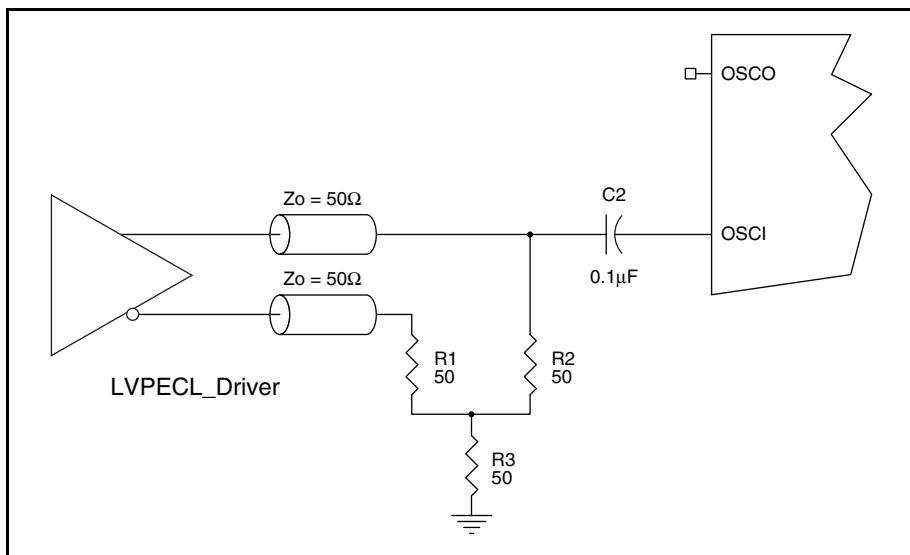 OSCO
C2
Zo = 50Ω
OSCI
Zo = 50Ω
0.1µF
R1
50
R2
50
LVPECL_Driver
R3
50